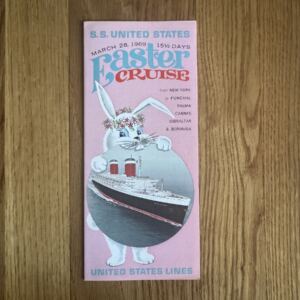 S.S. UNITED STATES
MARCH 28, 1969 15½ DAYS
Easter
CRUISE
from NEW YORK
to FUNCHAL
PALMA
CANNES
GIBRALTAR
& BERMUDA
UNITED STATES LINES